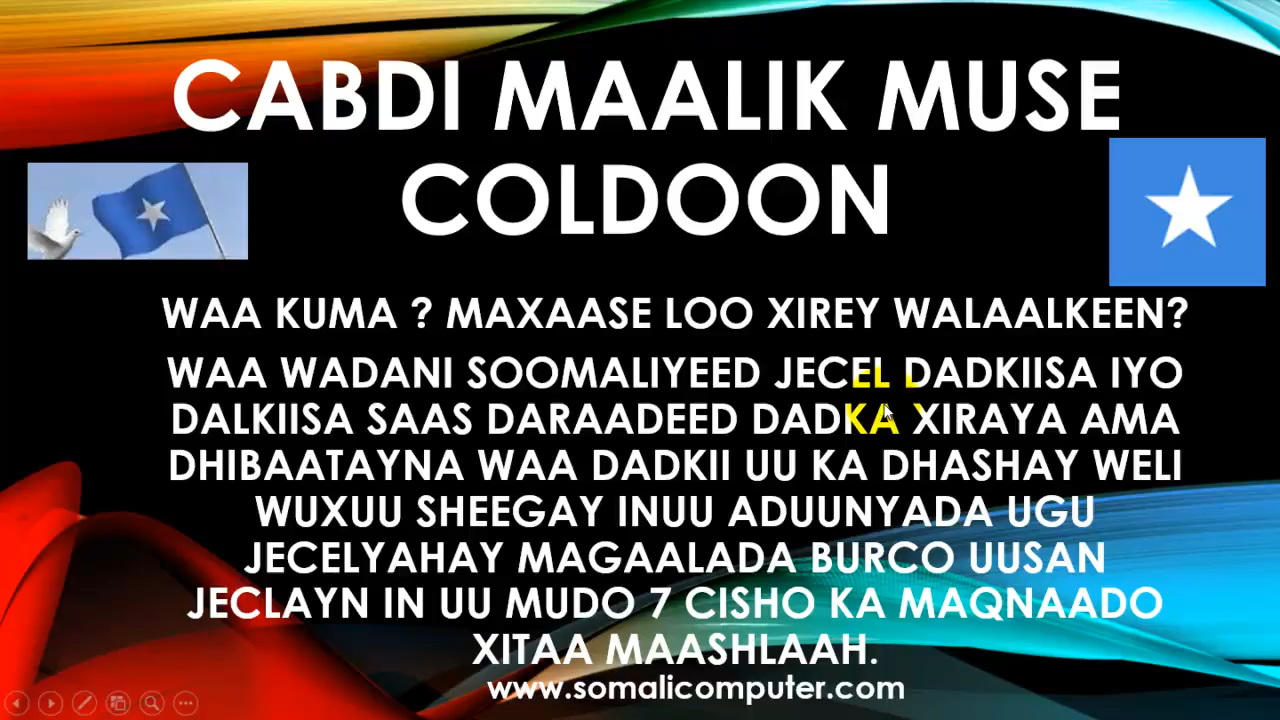 CABDI MAALIK MUSE
COLDOON
WAA KUMA ? MAXAASE LOO XIREY WALAALKEEN?
WAA WADANI SOOMALIYEED JECEL DADKIISA IYO
DALKIISA SAAS DARAADEED DADKA XIRAYA AMA
DHIBAATAYNA WAA DADKII UU KA DHASHAY WELI
WUXUU SHEEGAY INUU ADUUNYADA UGU
JECELYAHAY MAGAALADA BURCO UUSAN
JECLAYN IN UU MUDO 7 CISHO KA MAQNAADO
XITAA MAASHLAAH.
www.somalicomputer.com